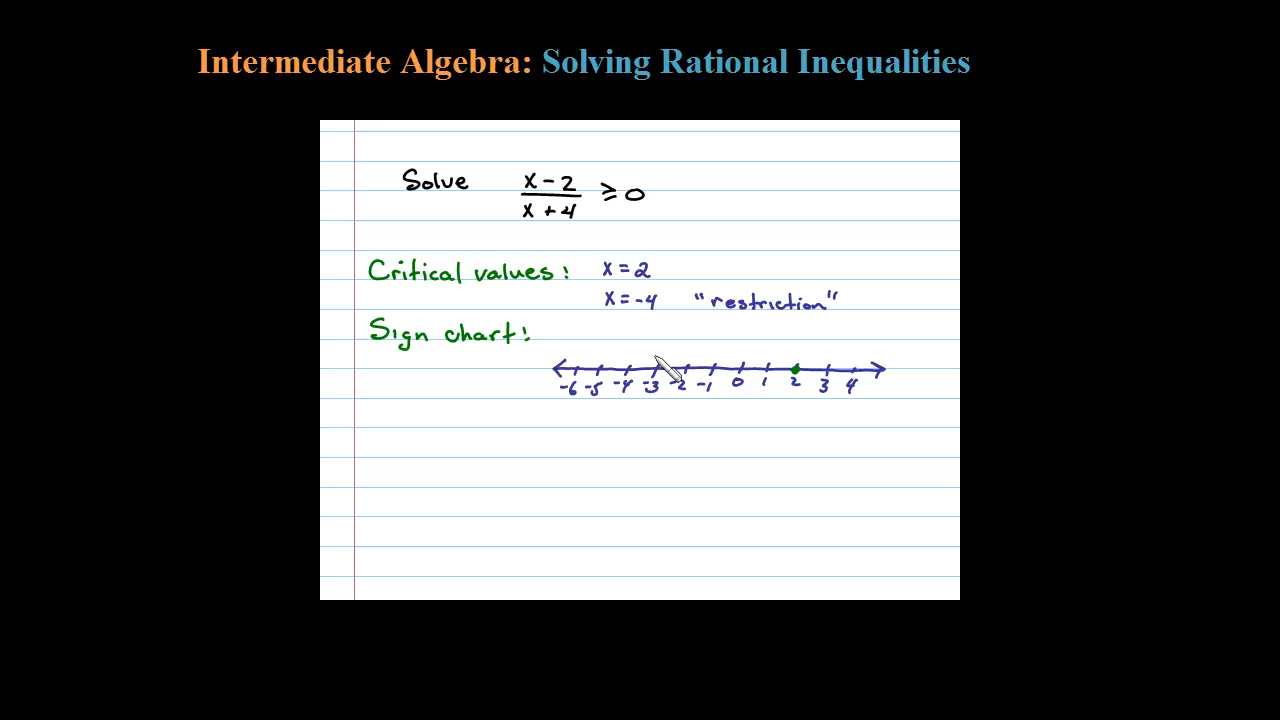 Intermediate Algebra: Solving Rational Inequalities
Solve x - 2 / x + 4 ≥ 0
Critical values: x = 2
x = -4 "restriction"
Sign chart:
-6 -5 -4 -3 -2 -1 0 1 2 3 4